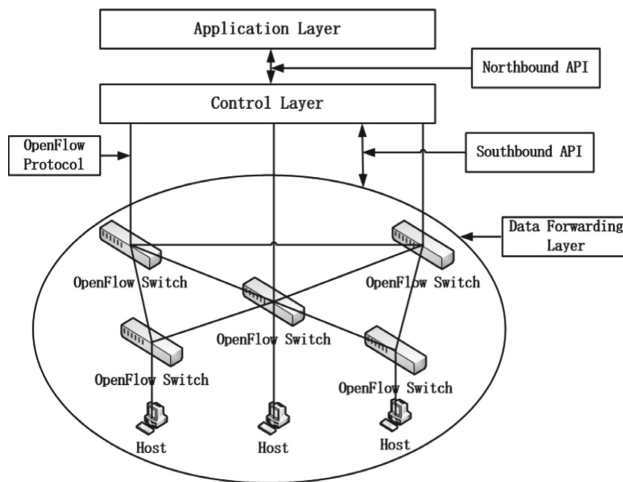 Application Layer
Northbound API
Control Layer
OpenFlow
Protocol
Southbound API
Data Forwarding
Layer
OpenFlow Switch
OpenFlow Switch
OpenFlow Switch
OpenFlow Switch
OpenFlow Switch
Host
Host
Host